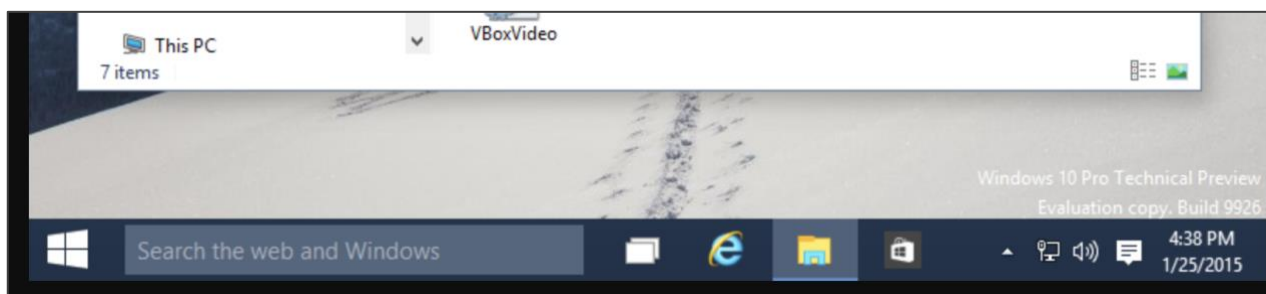 VBoxVideo
This PC
7 items
Windows 10 Pro Technical Preview
Evaluation copy. Build 9926
Search the web and Windows
4:38 PM
1/25/2015